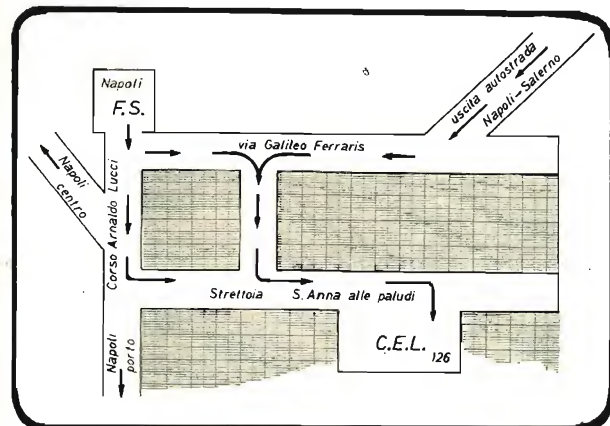 Napoli
F.S.
uscita autostrada
Napoli-Salerno
via Galileo Ferraris
Napoli
centro
Corso Arnaldo Lucci
Strettoia S. Anna alle paludi
Napoli
porto
C.E.L.
126